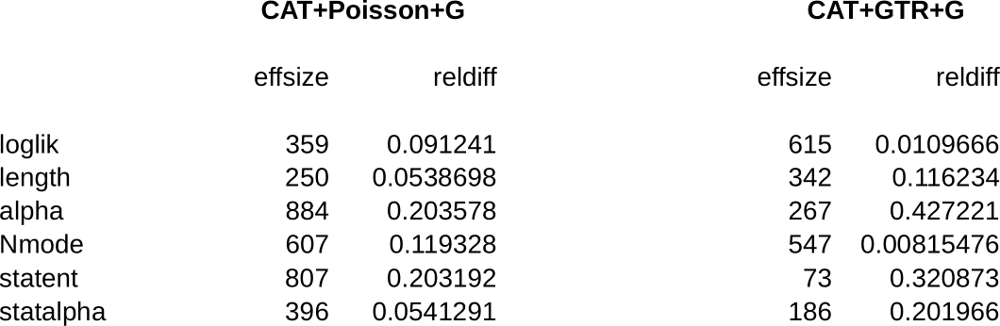 CAT+Poisson+G CAT+GTR+G
effsize reldiff effsize reldiff
loglik 359 0.091241 615 0.0109666
length 250 0.0538698 342 0.116234
alpha 884 0.203578 267 0.427221
Nmode 607 0.119328 547 0.00815476
statent 807 0.203192 73 0.320873
statalpha 396 0.0541291 186 0.201966